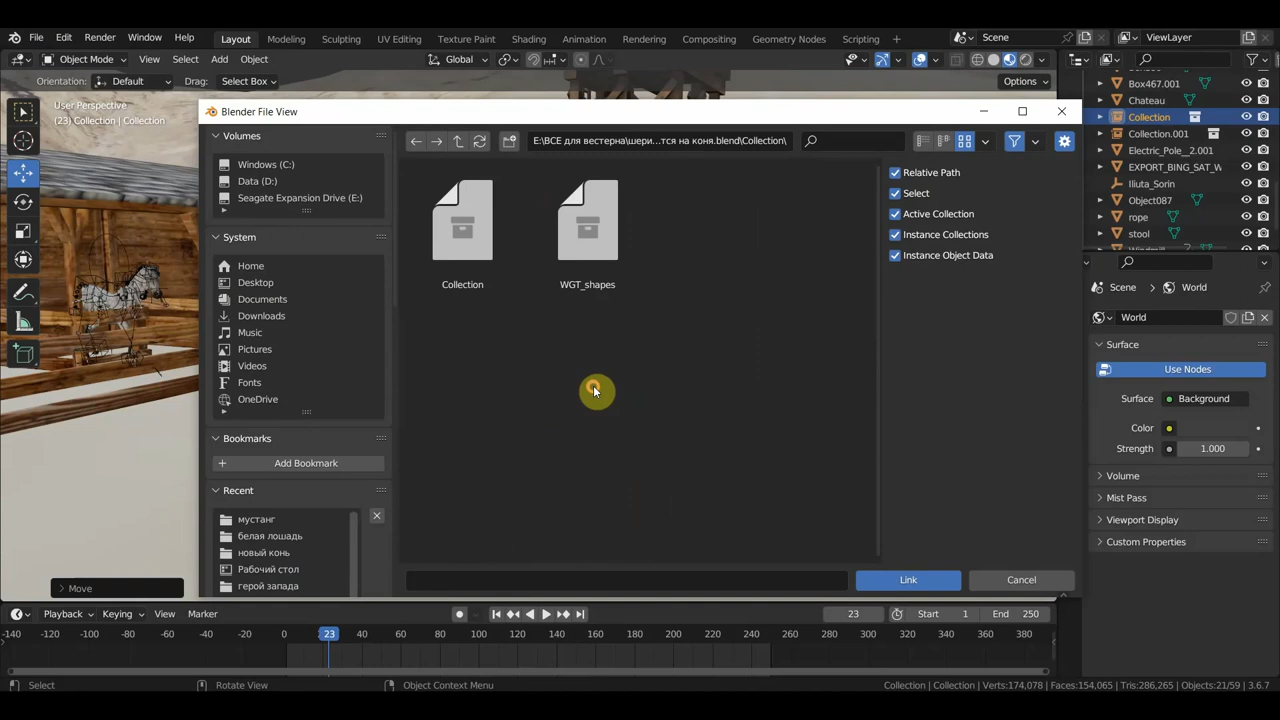 File Edit Render Window Help Layout Modeling Sculpting UV Editing Texture Paint Shading Animation Rendering Compositing Geometry Nodes Scripting + Scene ViewLayer
Object Mode View Select Add Object Global
Orientation: Default Drag: Select Box Options
User Perspective
(23) Collection | Collection
Box467.001
Chateau
Collection
Collection.001
Electric_Pole__2.001
EXPORT_BING_SAT_W
Iliuta_Sorin
Object087
rope
stool
Blender File View
Volumes
Windows (C:)
Data (D:)
Seagate Expansion Drive (E:)
System
Home
Desktop
Documents
Downloads
Music
Pictures
Videos
Fonts
OneDrive
Bookmarks
Add Bookmark
Recent
мустанг
белая лошадь
новый конь
Рабочий стол
герой запада
E:\ВСЕ для вестерна\шери...тся на коня.blend\Collection\
Collection WGT_shapes
Relative Path
Select
Active Collection
Instance Collections
Instance Object Data
Link Cancel
Scene > World
World
Surface
Use Nodes
Surface Background
Color
Strength 1.000
Volume
Mist Pass
Viewport Display
Custom Properties
Move
Playback Keying View Marker 23 Start 1 End 250
-140 -120 -100 -80 -60 -40 -20 0 23 40 60 80 100 120 140 160 180 200 220 240 260 280 300 320 340 360 380
Select Rotate View Object Context Menu Collection | Collection | Verts:174,078 | Faces:154,065 | Tris:286,265 | Objects:21/59 | 3.6.7